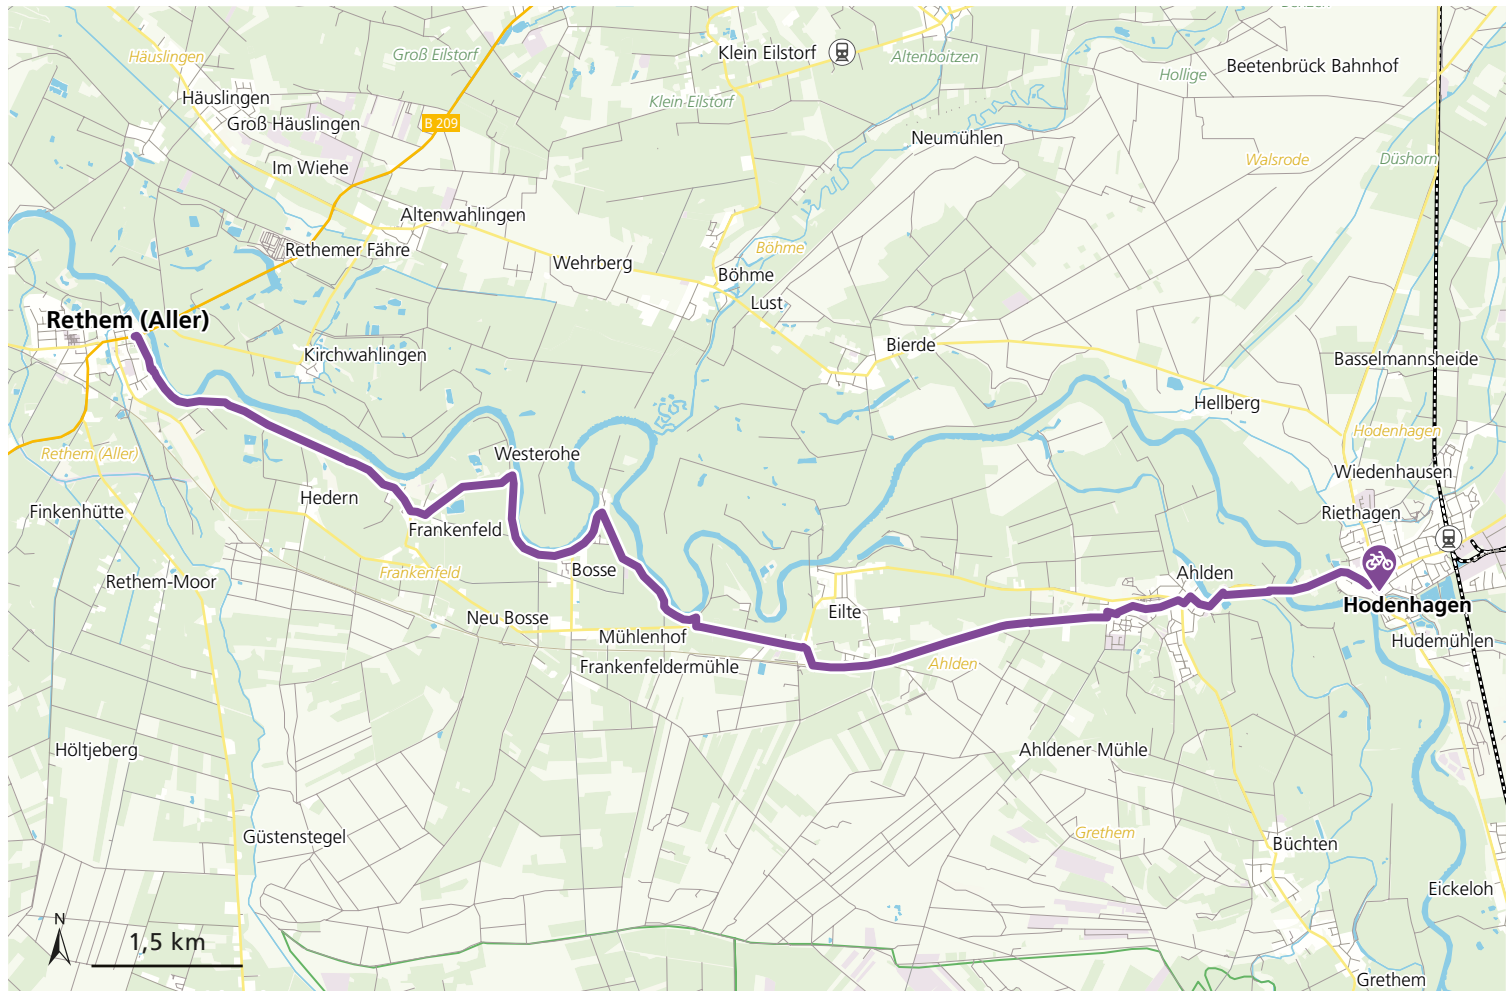 Häuslingen
Groß Eilstorf
Klein Eilstorf
Altenboitzen
Hollige
Beetenbrück Bahnhof
Häuslingen
Klein Eilstorf
Groß Häuslingen
B 209
Neumühlen
Im Wiehe
Walsrode
Düshorn
Altenwahlingen
Rethemer Fähre
Wehrberg
Böhme
Böhme
Lust
Rethem (Aller)
Kirchwahlingen
Bierde
Basselmannsheide
Hellberg
Hodenhagen
Rethem (Aller)
Westerohe
Wiedenhausen
Hedern
Finkenhütte
Frankenfeld
Riethagen
Frankenfeld
Bosse
Ahlden
Rethem-Moor
Hodenhagen
Neu Bosse
Eilte
Mühlenhof
Hudemühlen
Frankenfeldermühle
Ahlden
Höltjeberg
Ahldener Mühle
Güstenstegel
Grethem
Büchten
Eickeloh
N
1,5 km
Grethem